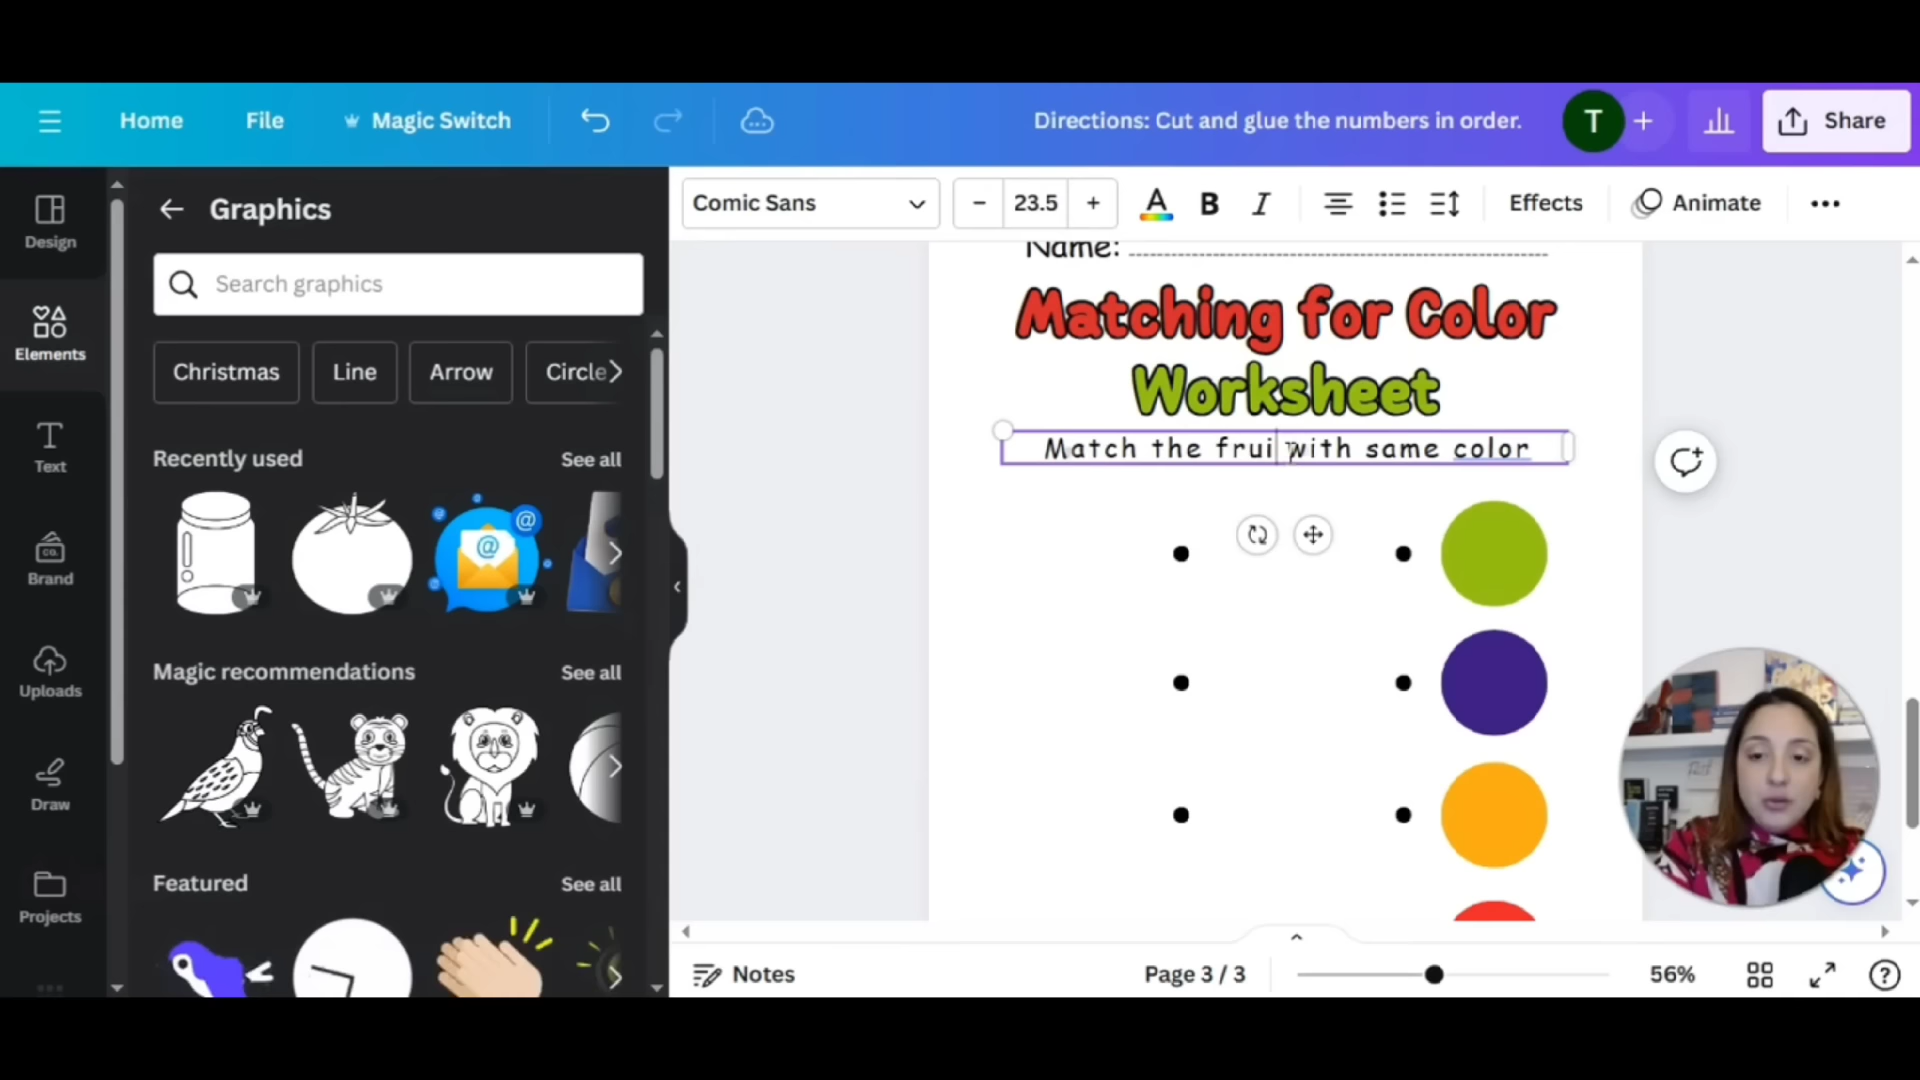 Home File Magic Switch
Directions: Cut and glue the numbers in order.
T
Share
Design
Elements
Text
Brand
CO.
Uploads
Draw
Projects
Graphics
Search graphics
Christmas Line Arrow Circle
Recently used See all
@
@
Magic recommendations See all
Featured See all
Comic Sans
− 23.5 +
A B I
Effects
Animate
Name:
Matching for Color
Worksheet
Match the frui with same color
Notes
Page 3 / 3
56%
?